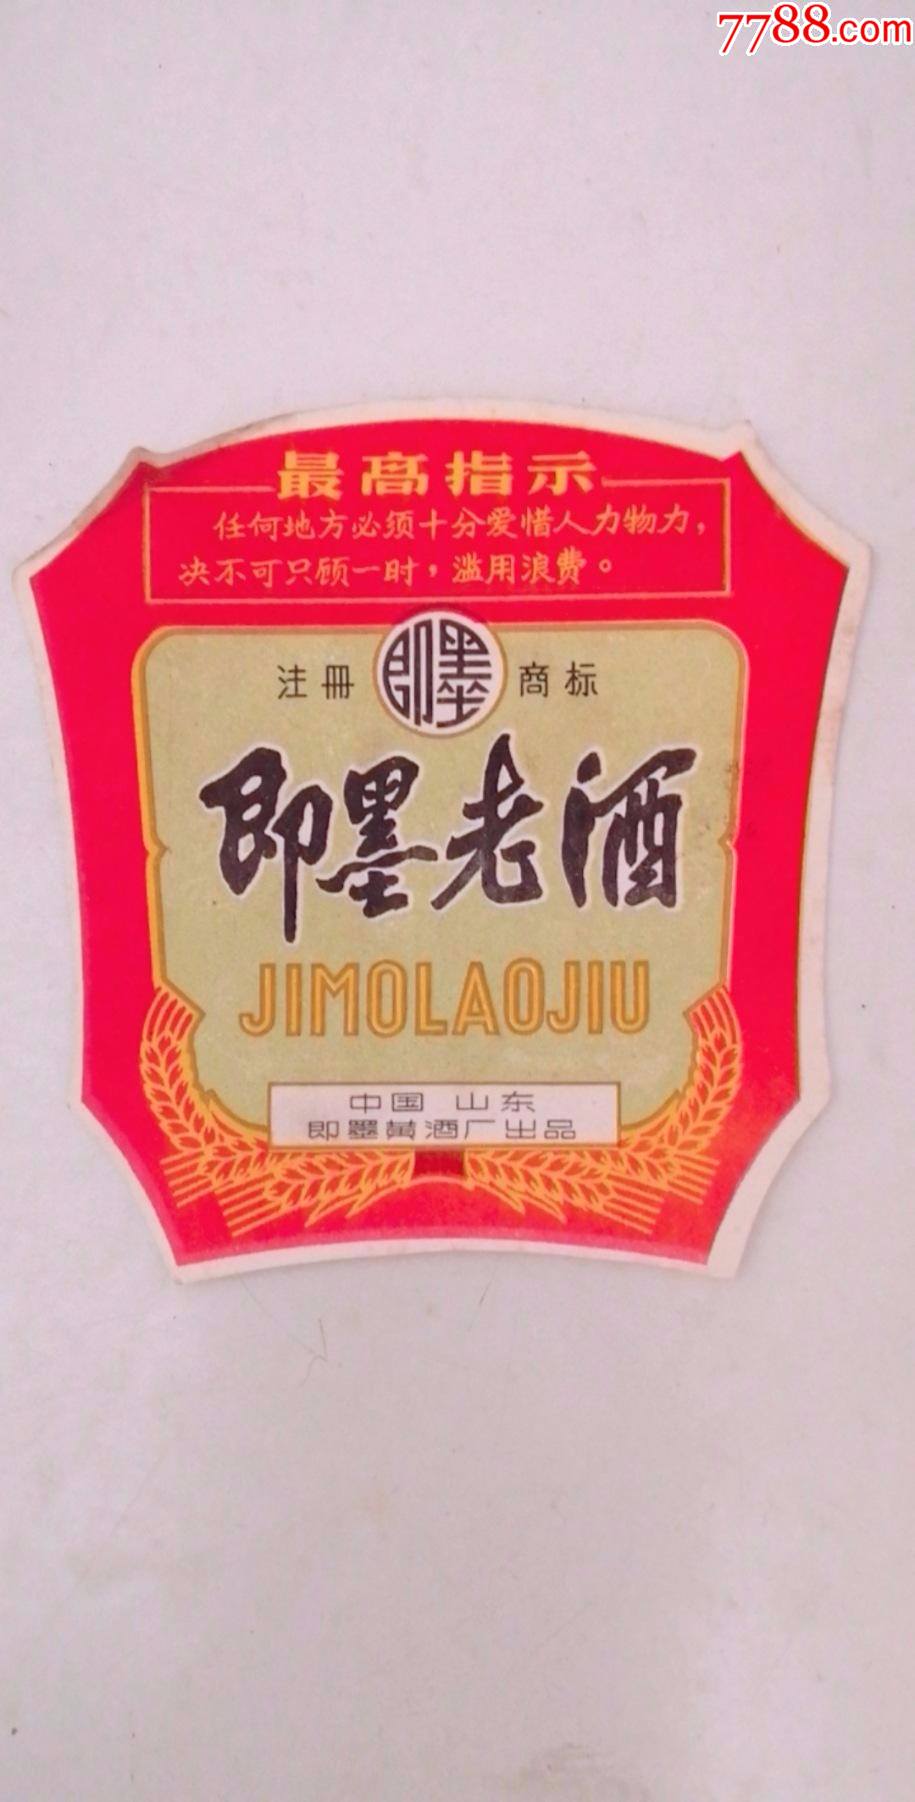 7788.com
最高指示
任何地方必须十分爱惜人力物力，
决不可只顾一时，滥用浪费。
注册 即墨 商标
即墨老酒
JIMOLAOJIU
中国 山东
即墨黄酒厂出品